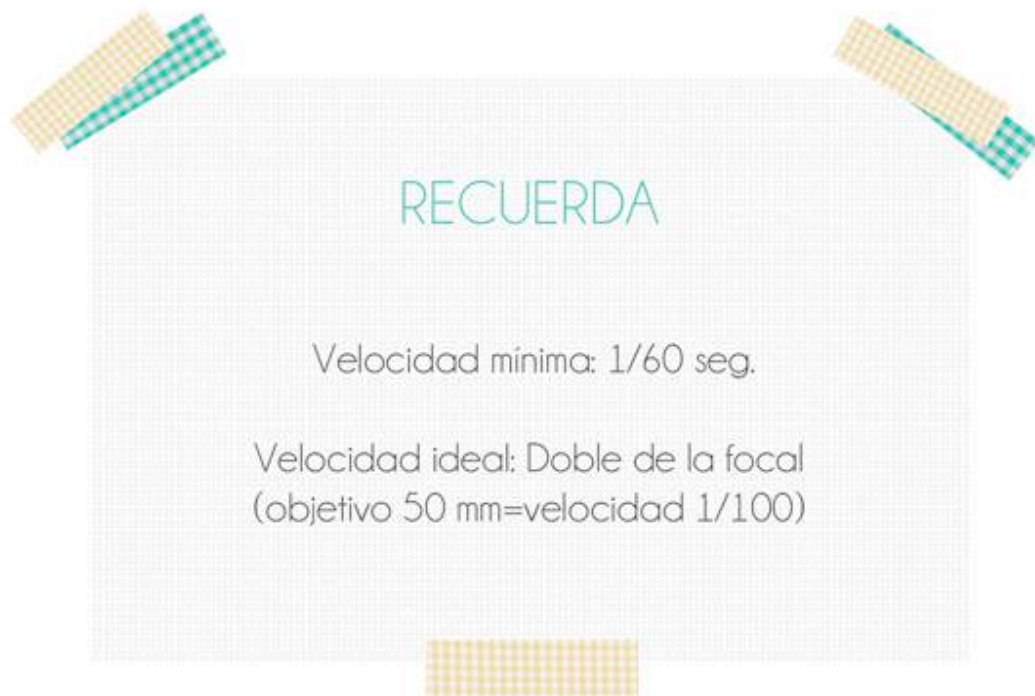 RECUERDA
Velocidad mínima: 1/60 seg.
Velocidad ideal: Doble de la focal
(objetivo 50 mm=velocidad 1/100)